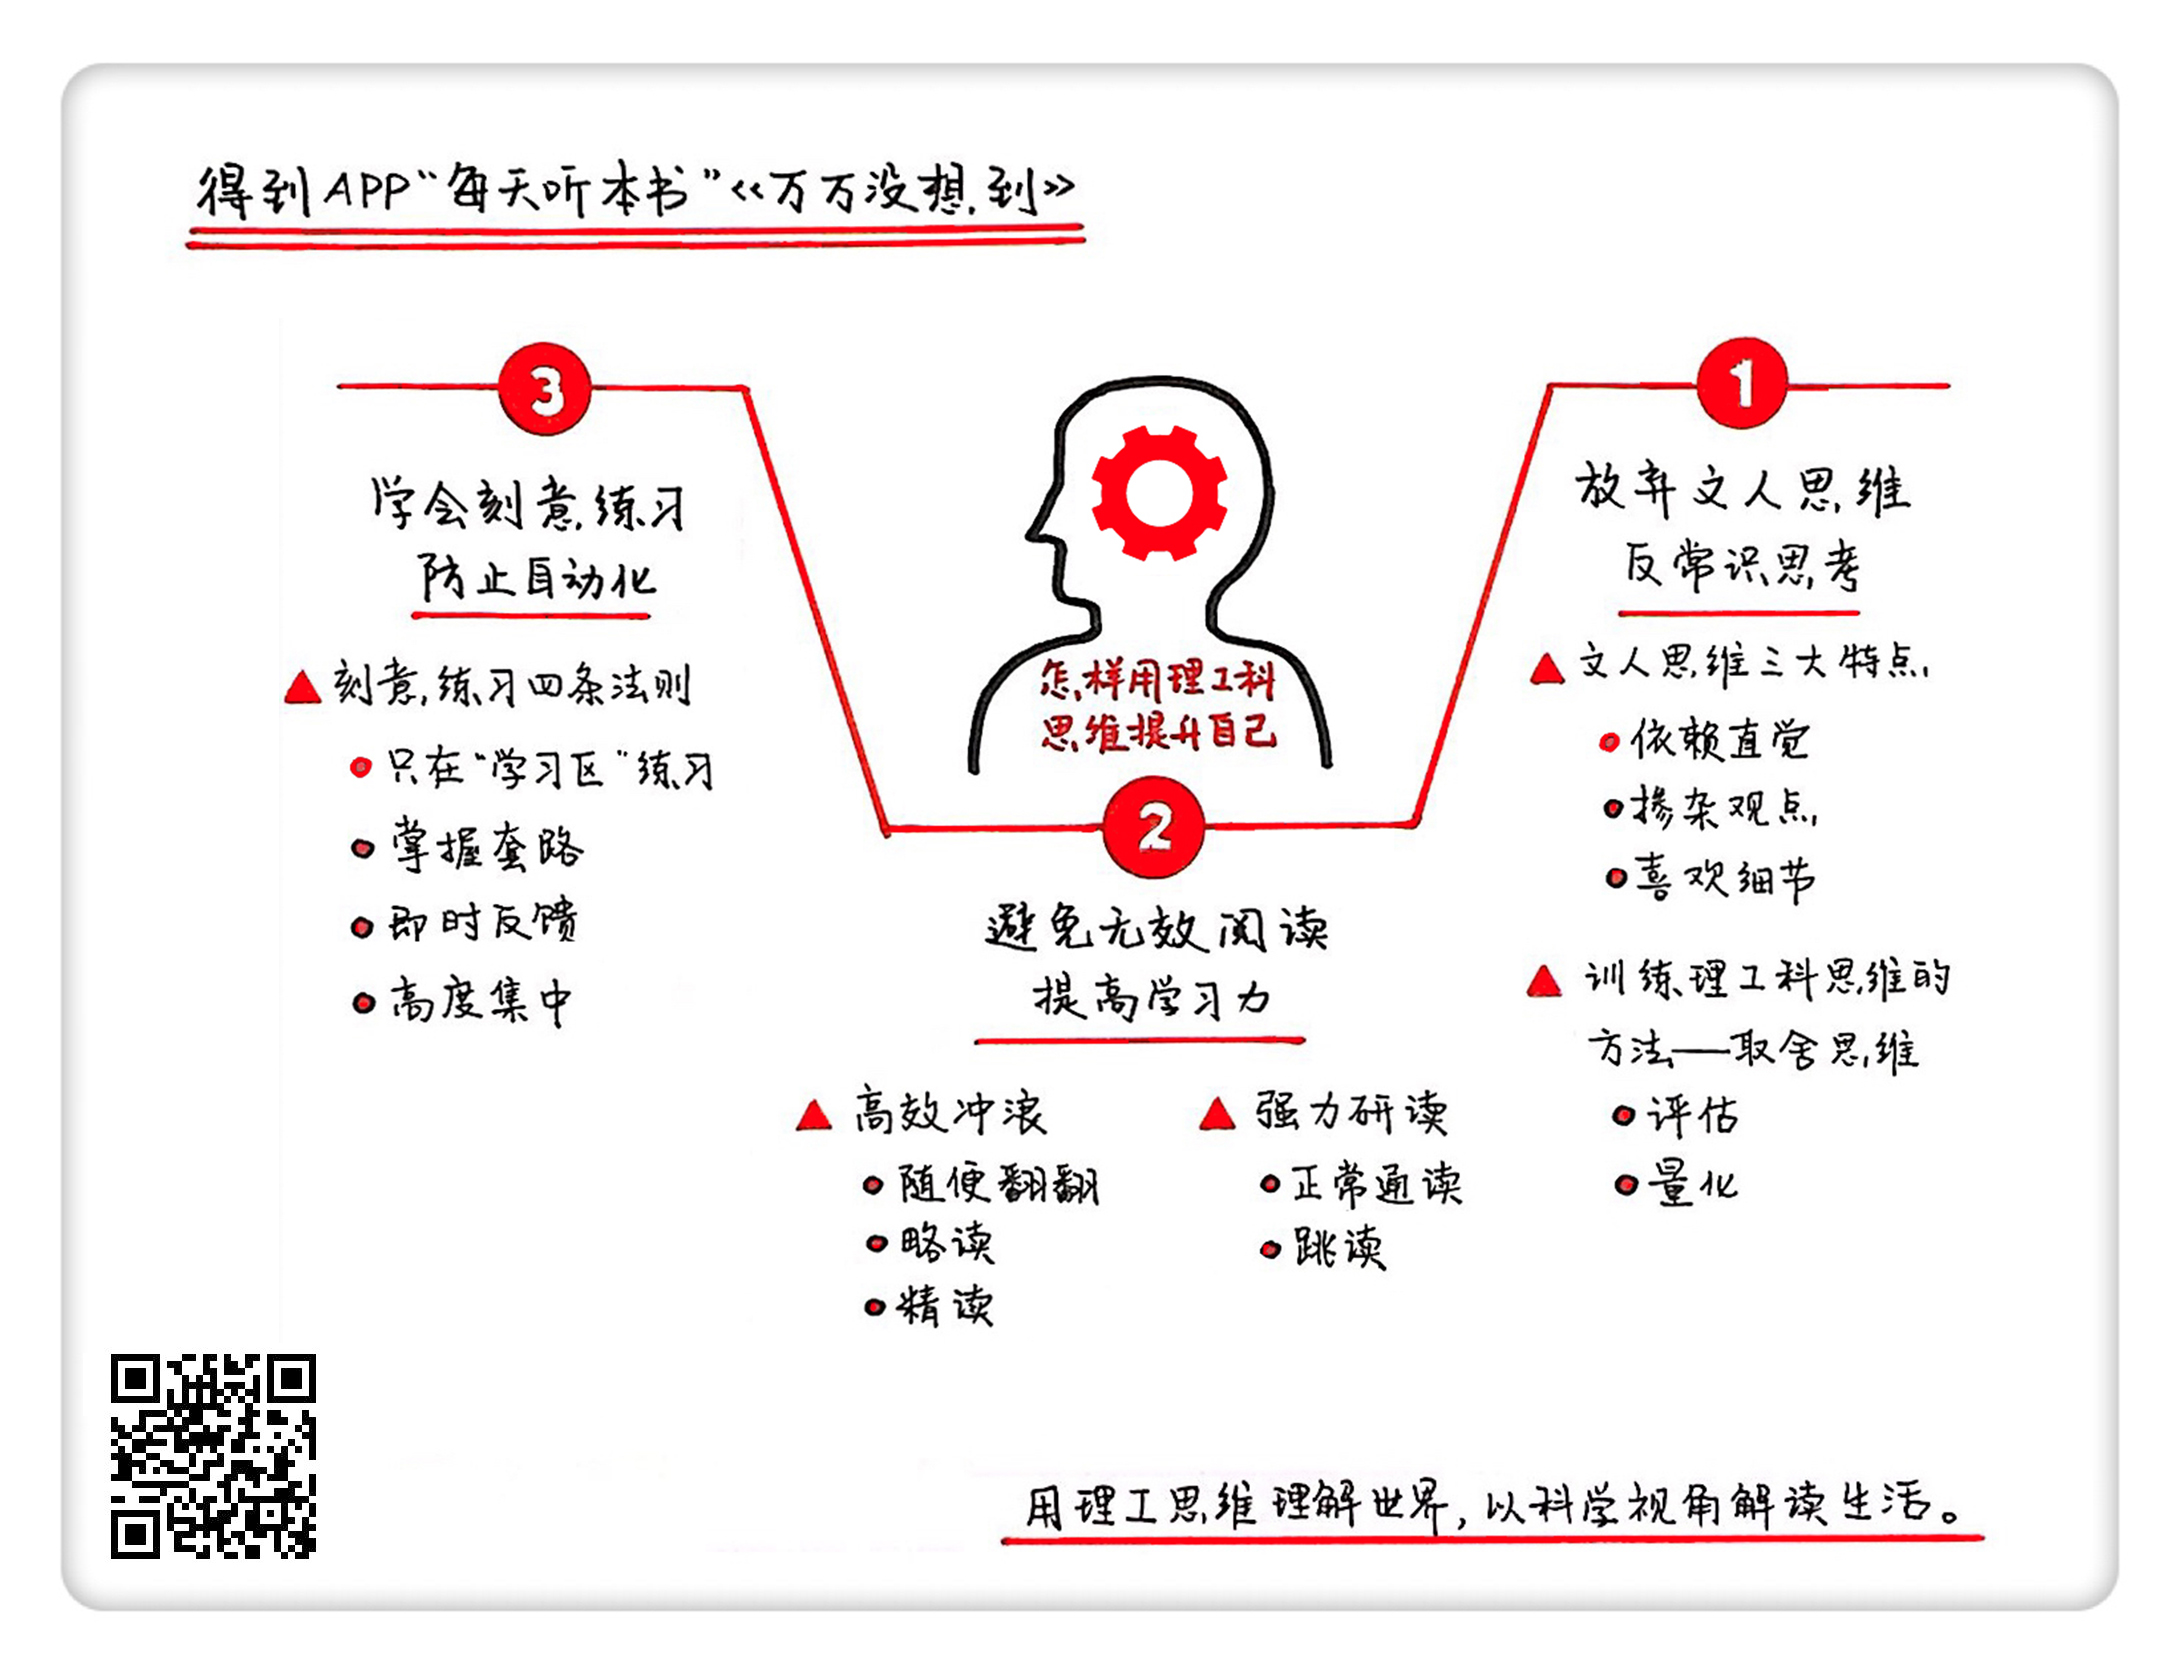 得到APP“每天听本书”《万万没想到》
1
放弃文人思维
反常识思考
文人思维三大特点
依赖直觉
掺杂观点
喜欢细节
训练理工科思维的
方法——取舍思维
评估
量化
怎样用理工科
思维提升自己
2
避免无效阅读
提高学习力
高效冲浪
随便翻翻
略读
精读
强力研读
正常通读
跳读
3
学会刻意练习
防止自动化
刻意练习四条法则
只在“学习区”练习
掌握套路
即时反馈
高度集中
用理工思维理解世界，以科学视角解读生活。